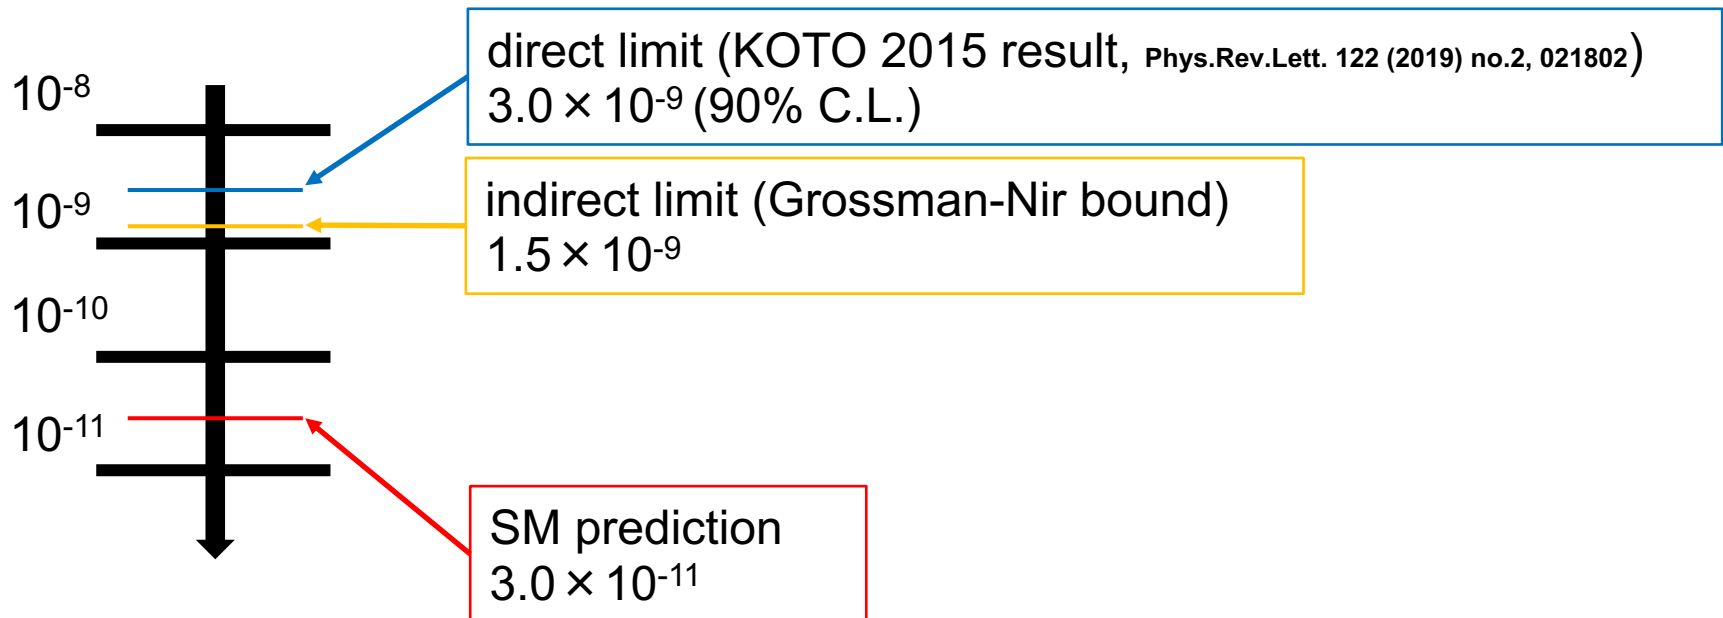 10⁻⁸
10⁻⁹
10⁻¹⁰
10⁻¹¹
direct limit (KOTO 2015 result, Phys.Rev.Lett. 122 (2019) no.2, 021802)
3.0 × 10⁻⁹ (90% C.L.)
indirect limit (Grossman-Nir bound)
1.5 × 10⁻⁹
SM prediction
3.0 × 10⁻¹¹